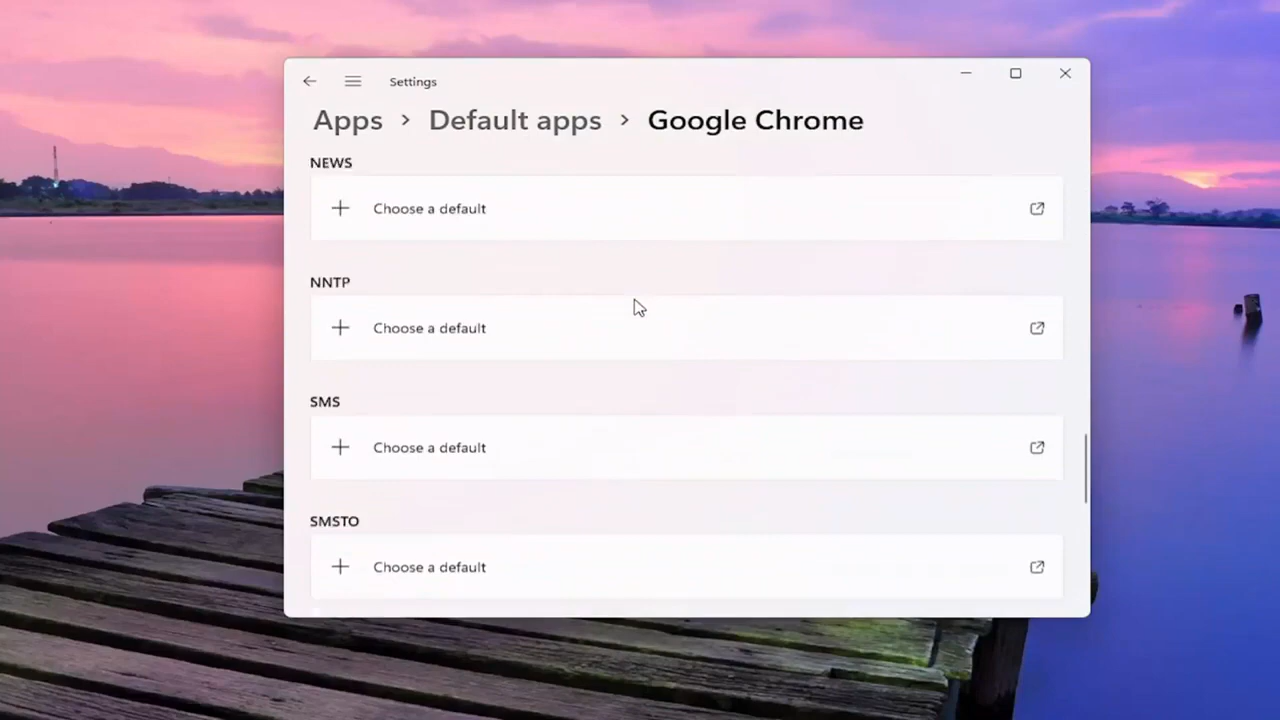 Settings
Apps > Default apps > Google Chrome
NEWS
Choose a default
NNTP
Choose a default
SMS
Choose a default
SMSTO
Choose a default